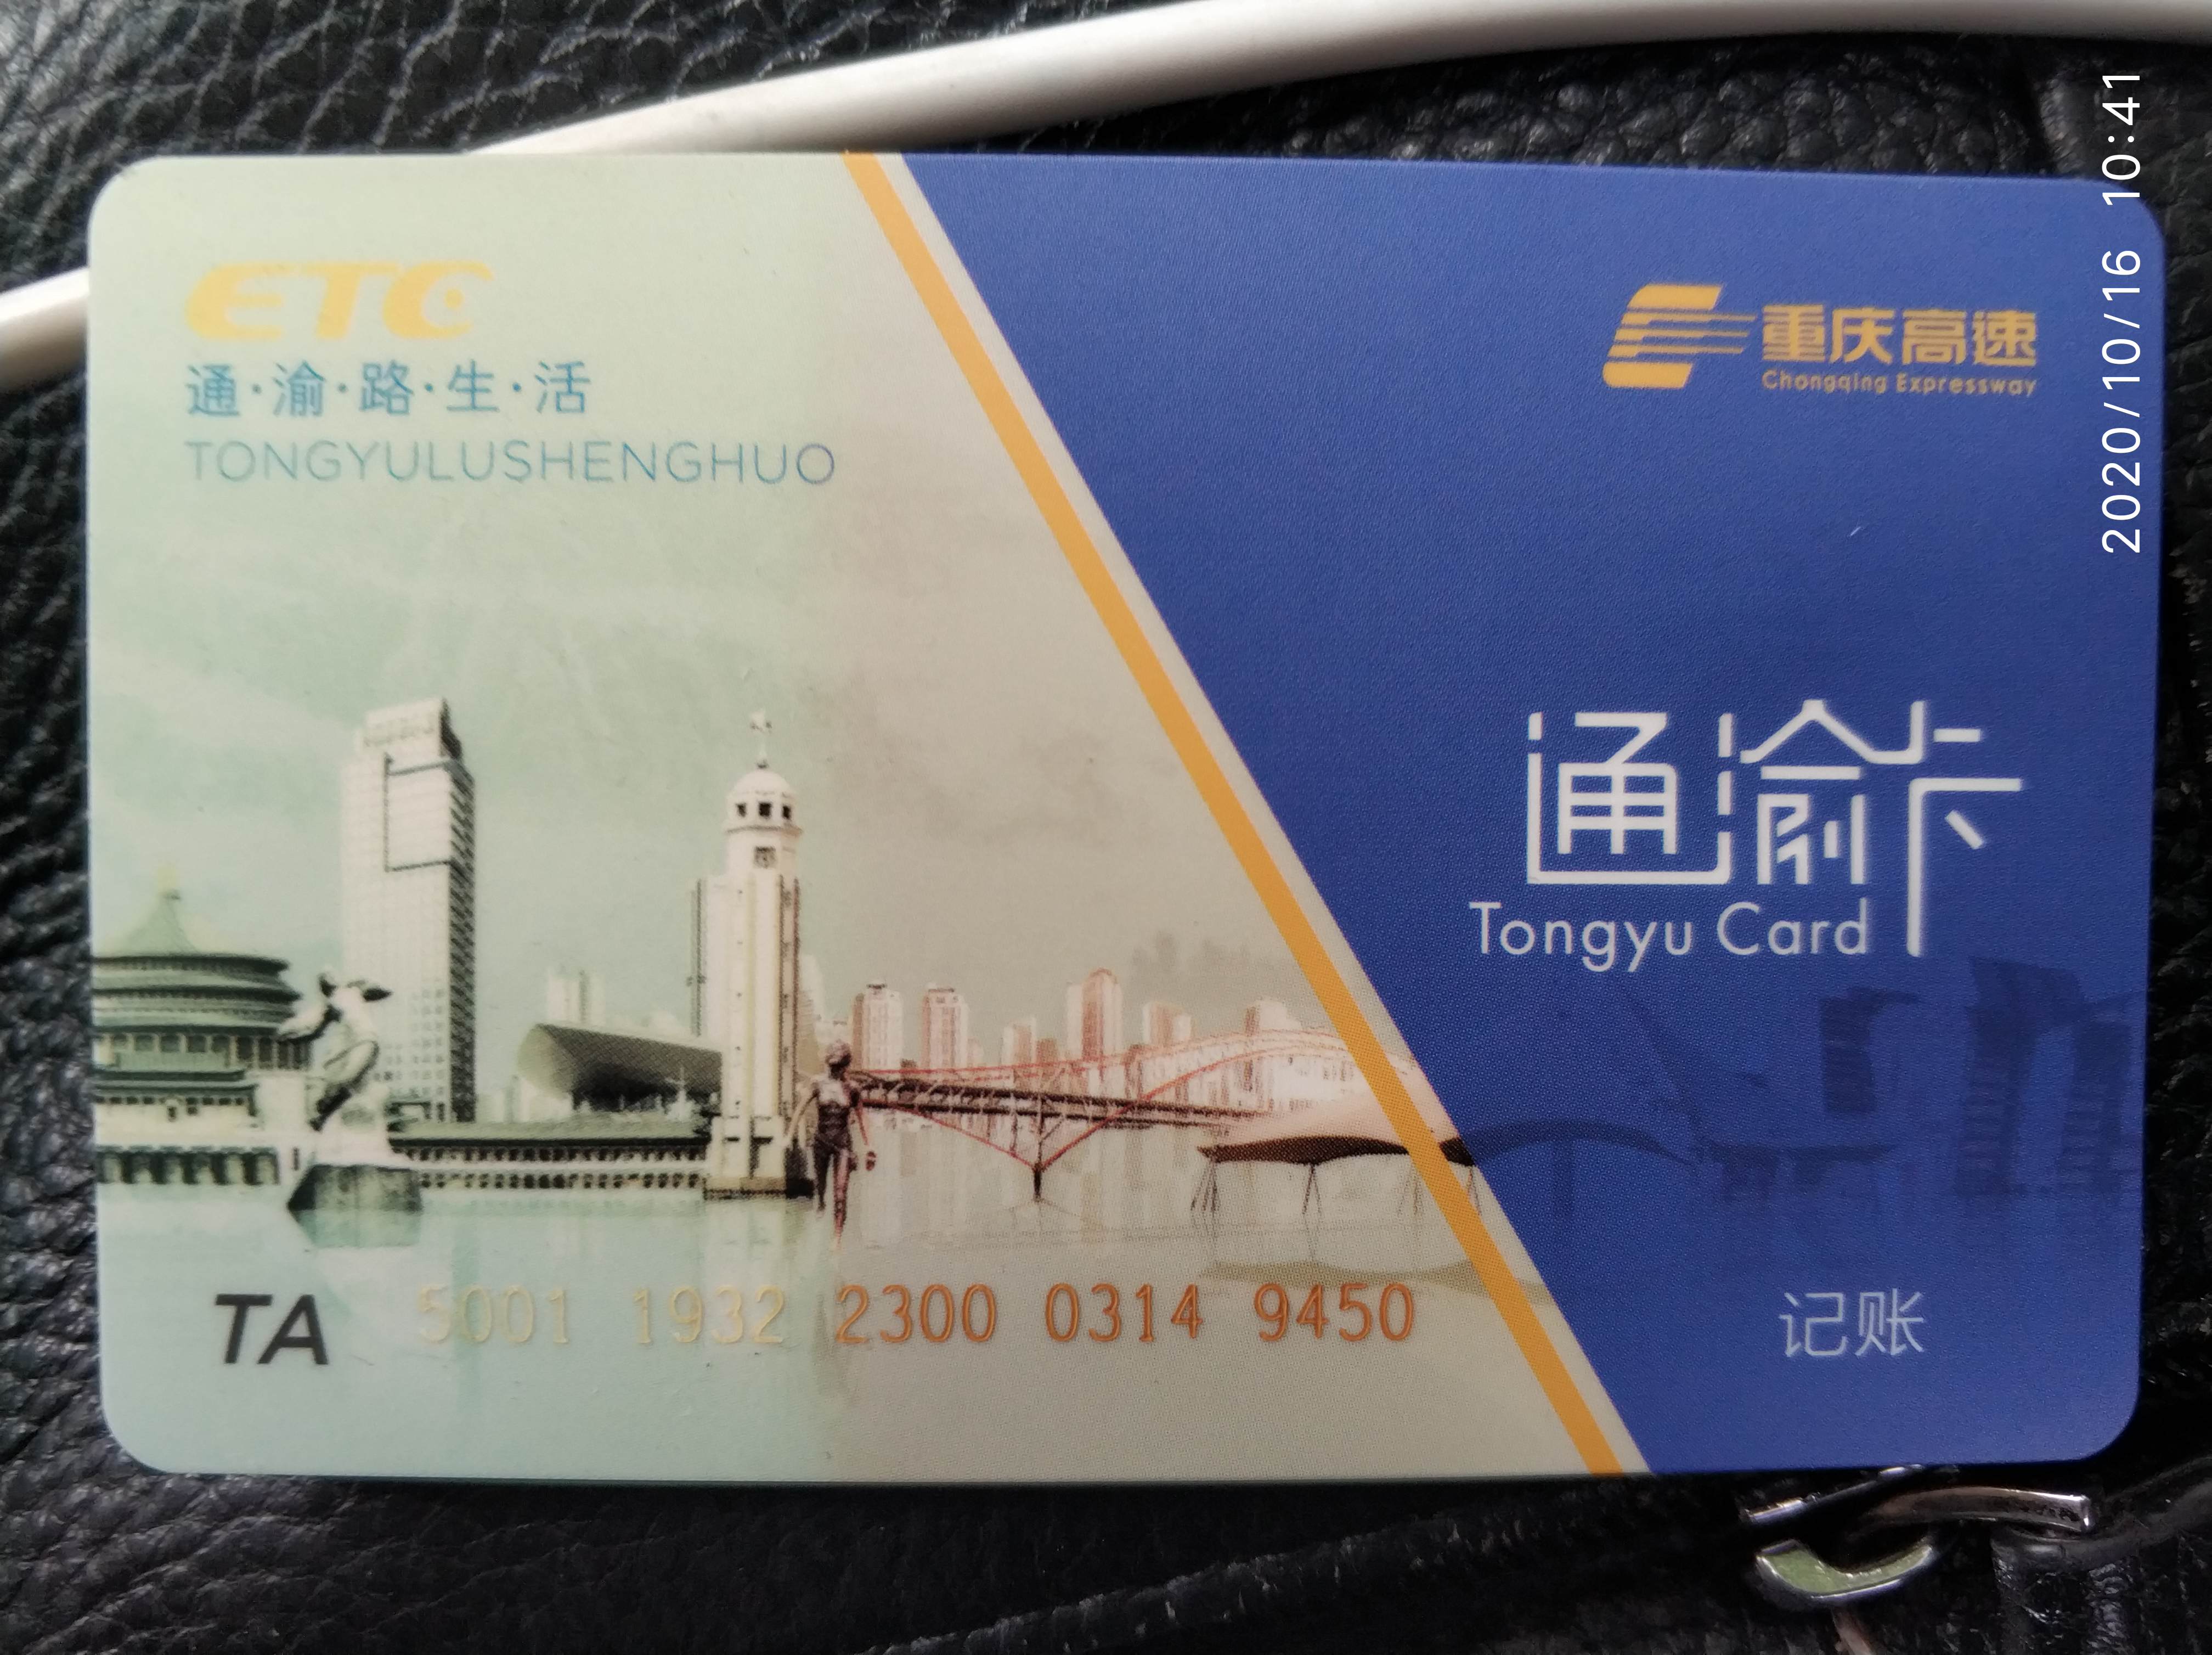 ETC
通·渝·路·生·活
TONGYULUSHENGHUO
重庆高速
Chongqing Expressway
通渝卡
Tongyu Card
TA 5001 1932 2300 0314 9450
记账
2020/10/16 10:41